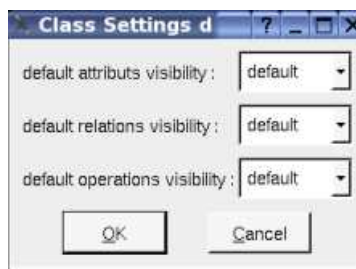 Class Settings d
default attributs visibility : default
default relations visibility : default
default operations visibility : default
OK Cancel